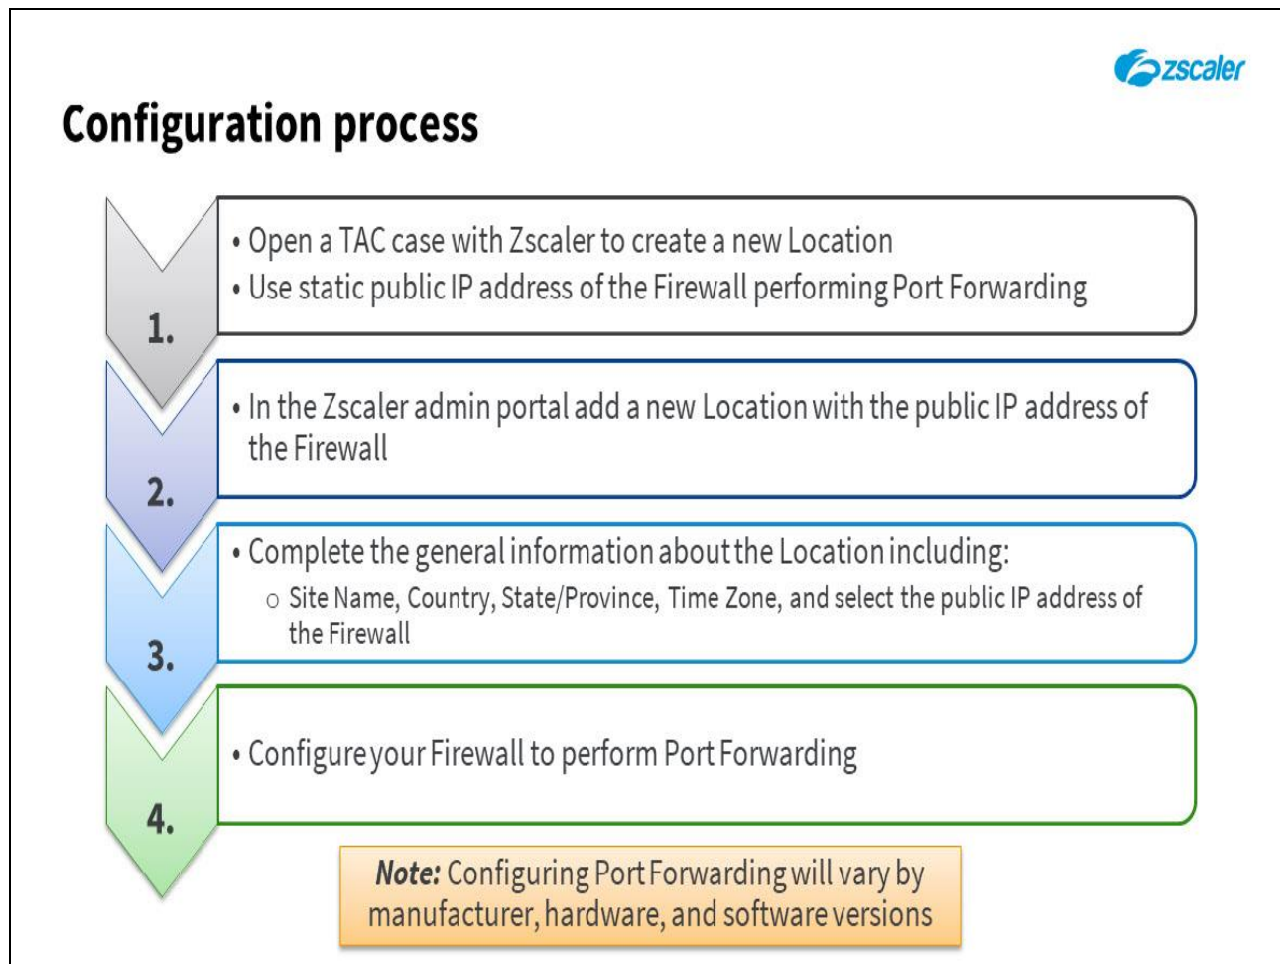 zscaler
Configuration process
1.
• Open a TAC case with Zscaler to create a new Location
• Use static public IP address of the Firewall performing Port Forwarding
2.
• In the Zscaler admin portal add a new Location with the public IP address of
the Firewall
3.
• Complete the general information about the Location including:
o Site Name, Country, State/Province, Time Zone, and select the public IP address of
the Firewall
4.
• Configure your Firewall to perform Port Forwarding
Note: Configuring Port Forwarding will vary by
manufacturer, hardware, and software versions